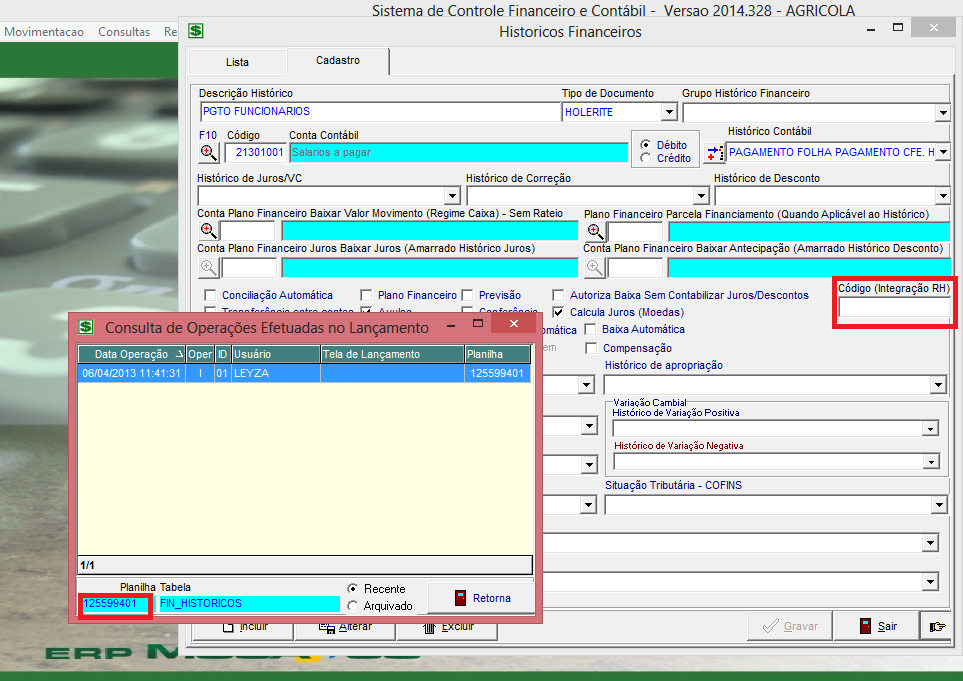 Sistema de Controle Financeiro e Contábil - Versao 2014.328 - AGRICOLA
Movimentacao Consultas Re
Historicos Financeiros
Lista Cadastro
Descrição Histórico Tipo de Documento Grupo Histórico Financeiro
PGTO FUNCIONARIOS HOLERITE
F10 Código Conta Contábil Histórico Contábil
21301001 Salarios a pagar Débito PAGAMENTO FOLHA PAGAMENTO CFE. H
Crédito
Histórico de Juros/VC Histórico de Correção Histórico de Desconto
Conta Plano Financeiro Baixar Valor Movimento (Regime Caixa) - Sem Rateio Plano Financeiro Parcela Financiamento (Quando Aplicável ao Histórico)
Conta Plano Financeiro Juros Baixar Juros (Amarrado Histórico Juros) Conta Plano Financeiro Baixar Antecipação (Amarrado Histórico Desconto)
Código (Integração RH)
Conciliação Automática Plano Financeiro Previsão Autoriza Baixa Sem Contabilizar Juros/Descontos
Transferência entre contas Avulso Conferência Calcula Juros (Moedas)
mática Baixa Automática
em Compensação
Histórico de apropriação
Variação Cambial
Histórico de Variação Positiva
Histórico de Variação Negativa
Situação Tributária - COFINS
Consulta de Operações Efetuadas no Lançamento
Data Operação Oper ID Usuário Tela de Lançamento Planilha
06/04/2013 11:41:31 I 01 LEYZA 125599401
1/1
Planilha Tabela Recente
125599401 FIN_HISTORICOS Arquivado Retorna
Incluir Alterar Excluir Gravar Sair
ERP